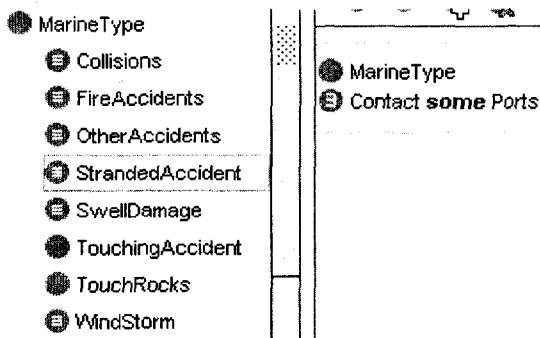 MarineType
Collisions
FireAccidents
OtherAccidents
StrandedAccident
SwellDamage
TouchingAccident
TouchRocks
WindStorm
MarineType
Contact some Ports